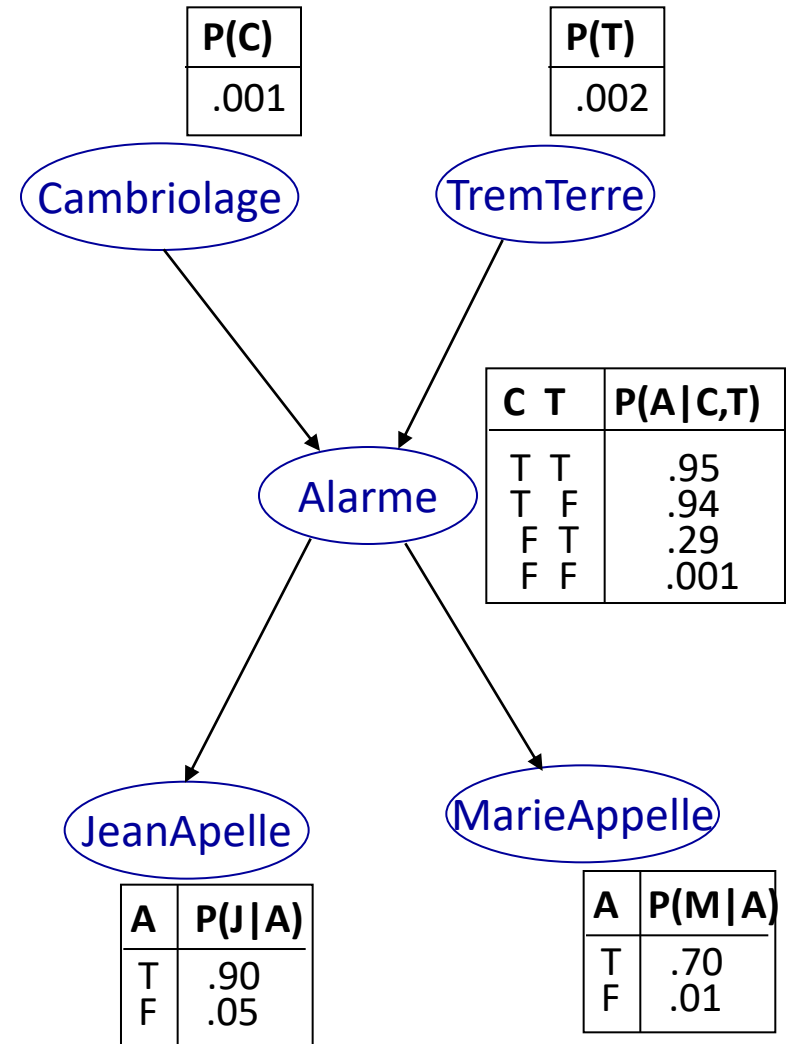 P(C)
.001
P(T)
.002
Cambriolage
TremTerre
C T P(A|C,T)
T T .95
T F .94
F T .29
F F .001
Alarme
JeanApelle
MarieAppelle
A P(J|A)
T .90
F .05
A P(M|A)
T .70
F .01